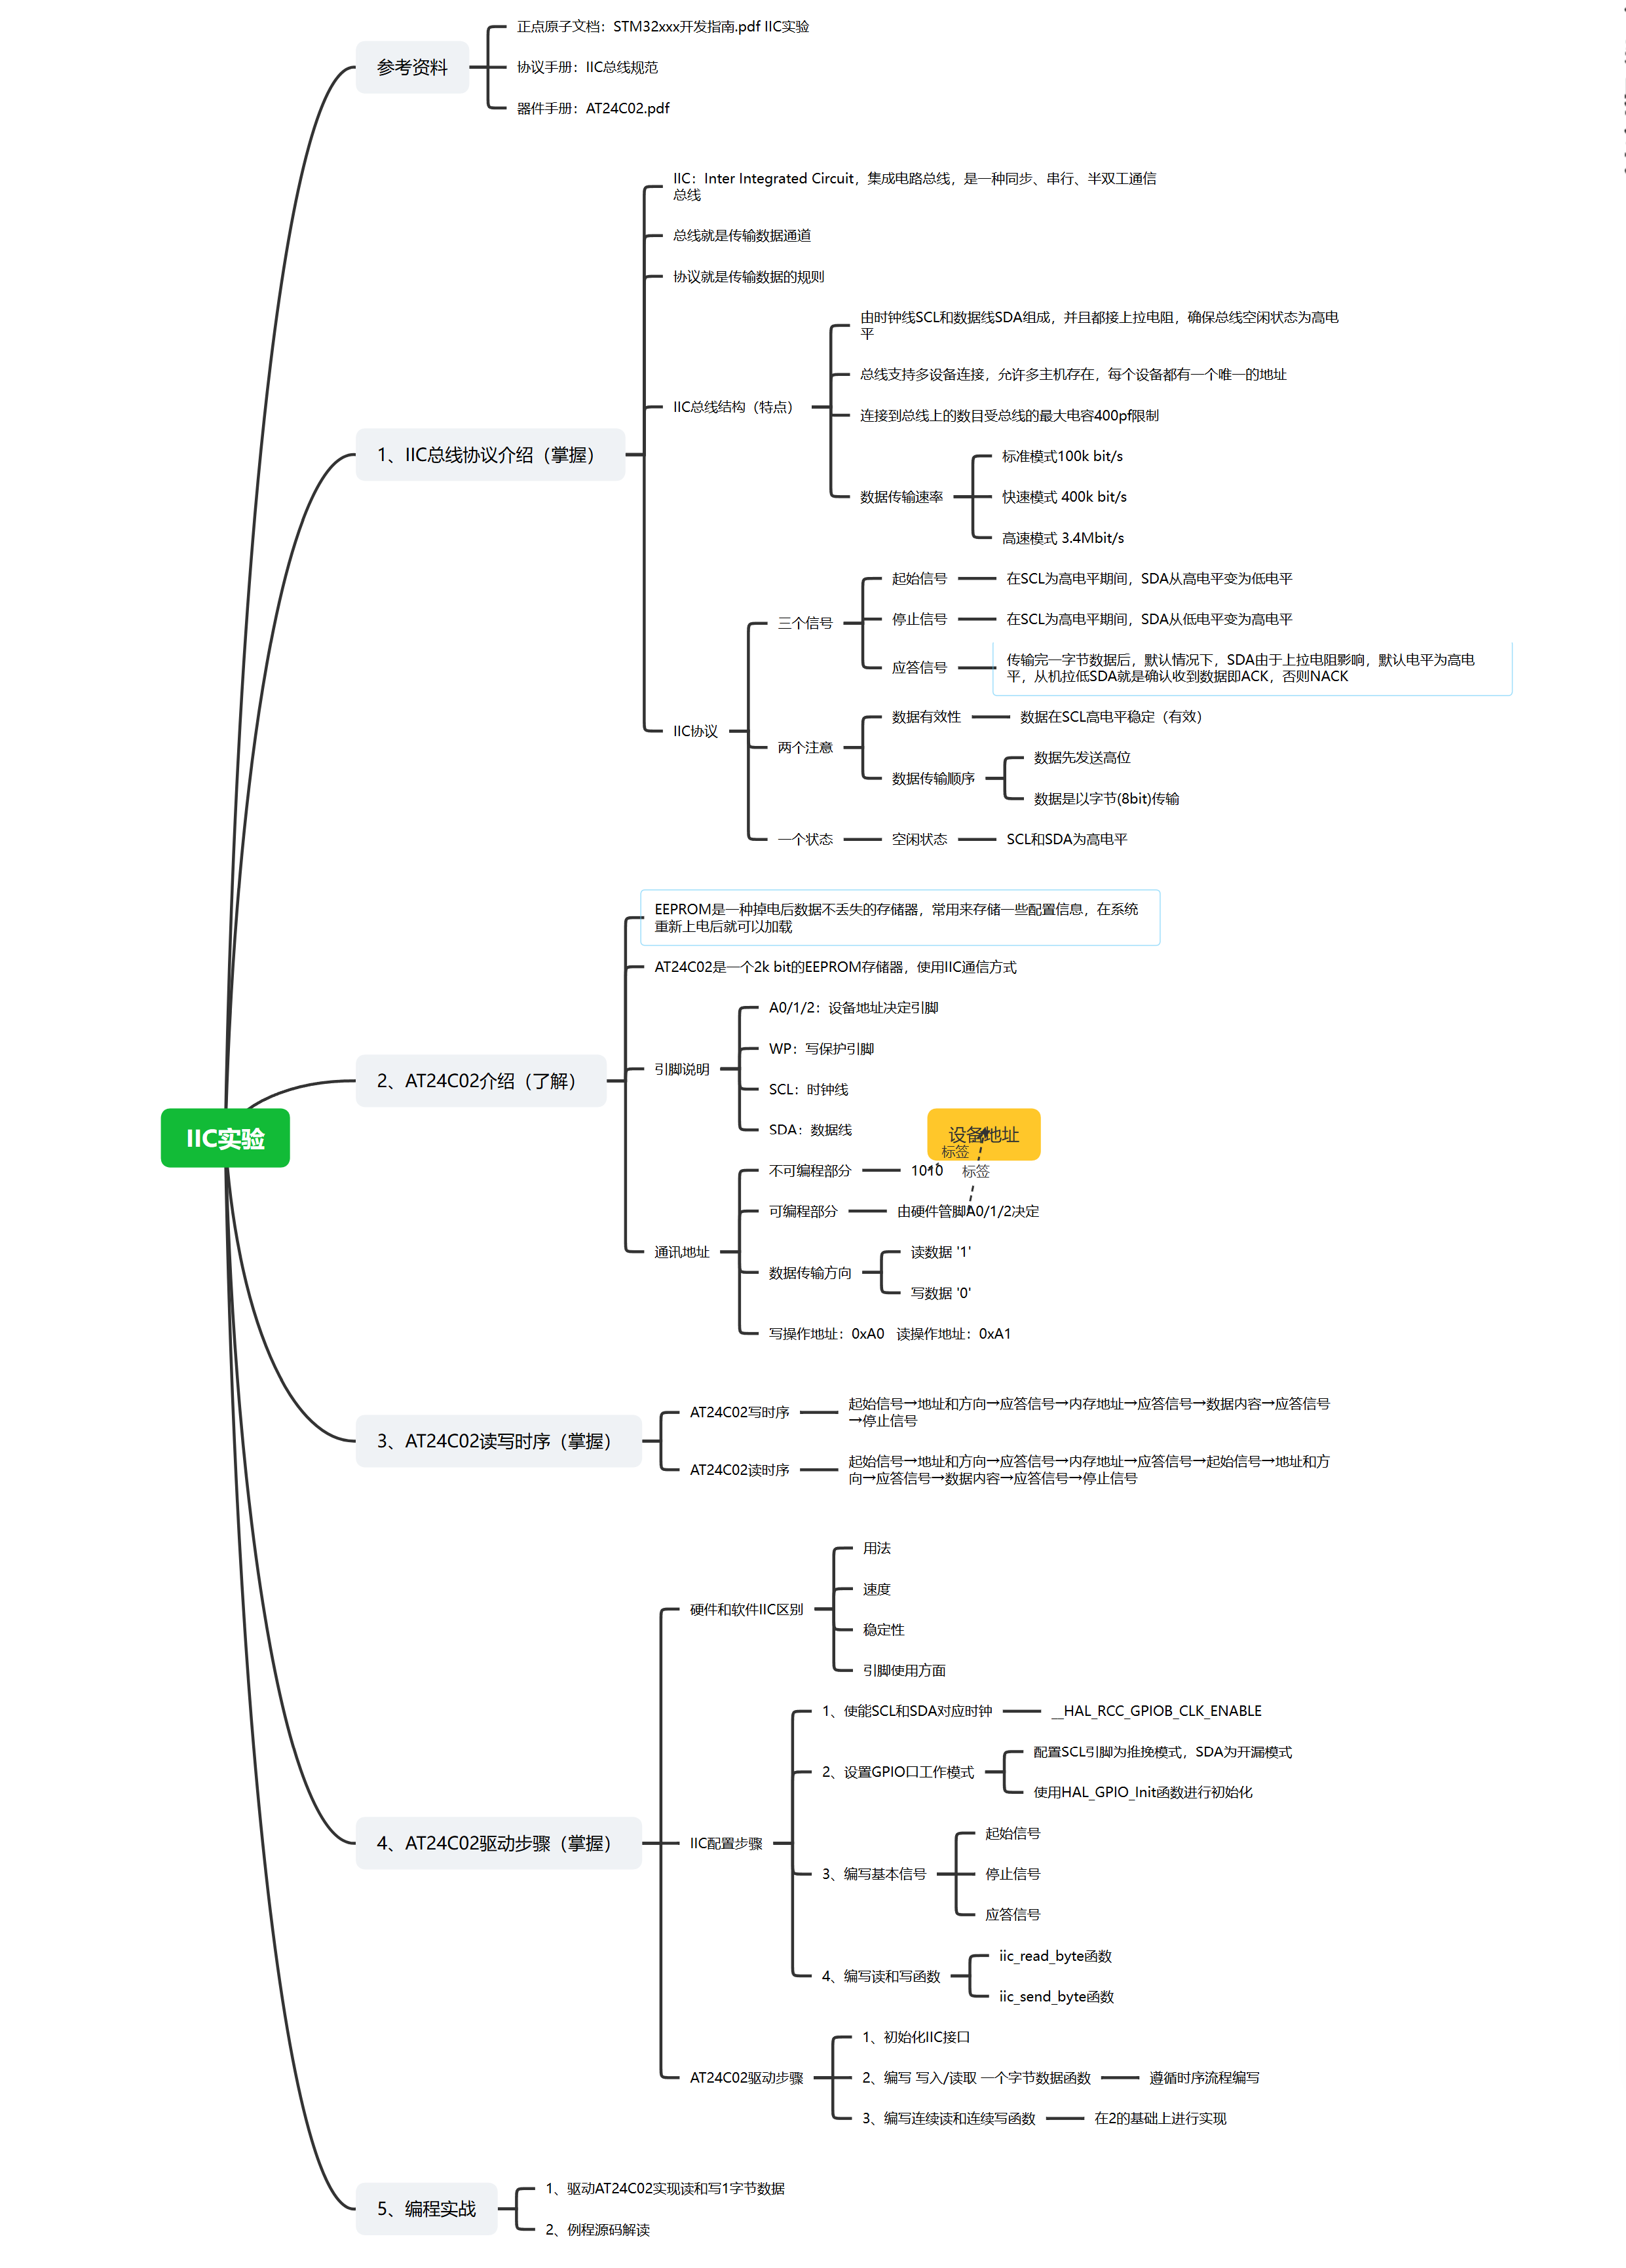 参考资料
正点原子文档：STM32xxx开发指南.pdf IIC实验
协议手册：IIC总线规范
器件手册：AT24C02.pdf
1、IIC总线协议介绍（掌握）
IIC：Inter Integrated Circuit，集成电路总线，是一种同步、串行、半双工通信
总线
总线就是传输数据通道
协议就是传输数据的规则
IIC总线结构（特点）
由时钟线SCL和数据线SDA组成，并且都接上拉电阻，确保总线空闲状态为高电
平
总线支持多设备连接，允许多主机存在，每个设备都有一个唯一的地址
连接到总线上的数目受总线的最大电容400pf限制
数据传输速率
标准模式100k bit/s
快速模式 400k bit/s
高速模式 3.4Mbit/s
IIC协议
三个信号
起始信号
在SCL为高电平期间，SDA从高电平变为低电平
停止信号
在SCL为高电平期间，SDA从低电平变为高电平
应答信号
传输完一字节数据后，默认情况下，SDA由于上拉电阻影响，默认电平为高电
平，从机拉低SDA就是确认收到数据即ACK，否则NACK
两个注意
数据有效性
数据在SCL高电平稳定（有效）
数据传输顺序
数据先发送高位
数据是以字节(8bit)传输
一个状态
空闲状态
SCL和SDA为高电平
IIC实验
2、AT24C02介绍（了解）
EEPROM是一种掉电后数据不丢失的存储器，常用来存储一些配置信息，在系统
重新上电后就可以加载
AT24C02是一个2k bit的EEPROM存储器，使用IIC通信方式
引脚说明
A0/1/2：设备地址决定引脚
WP：写保护引脚
SCL：时钟线
SDA：数据线
设备地址
标签
标签
通讯地址
不可编程部分
1010
可编程部分
由硬件管脚A0/1/2决定
数据传输方向
读数据 '1'
写数据 '0'
写操作地址：0xA0 读操作地址：0xA1
3、AT24C02读写时序（掌握）
AT24C02写时序
起始信号→地址和方向→应答信号→内存地址→应答信号→数据内容→应答信号
→停止信号
AT24C02读时序
起始信号→地址和方向→应答信号→内存地址→应答信号→起始信号→地址和方
向→应答信号→数据内容→应答信号→停止信号
4、AT24C02驱动步骤（掌握）
硬件和软件IIC区别
用法
速度
稳定性
引脚使用方面
IIC配置步骤
1、使能SCL和SDA对应时钟
__HAL_RCC_GPIOB_CLK_ENABLE
2、设置GPIO口工作模式
配置SCL引脚为推挽模式，SDA为开漏模式
使用HAL_GPIO_Init函数进行初始化
3、编写基本信号
起始信号
停止信号
应答信号
4、编写读和写函数
iic_read_byte函数
iic_send_byte函数
AT24C02驱动步骤
1、初始化IIC接口
2、编写 写入/读取 一个字节数据函数
遵循时序流程编写
3、编写连续读和连续写函数
在2的基础上进行实现
5、编程实战
1、驱动AT24C02实现读和写1字节数据
2、例程源码解读